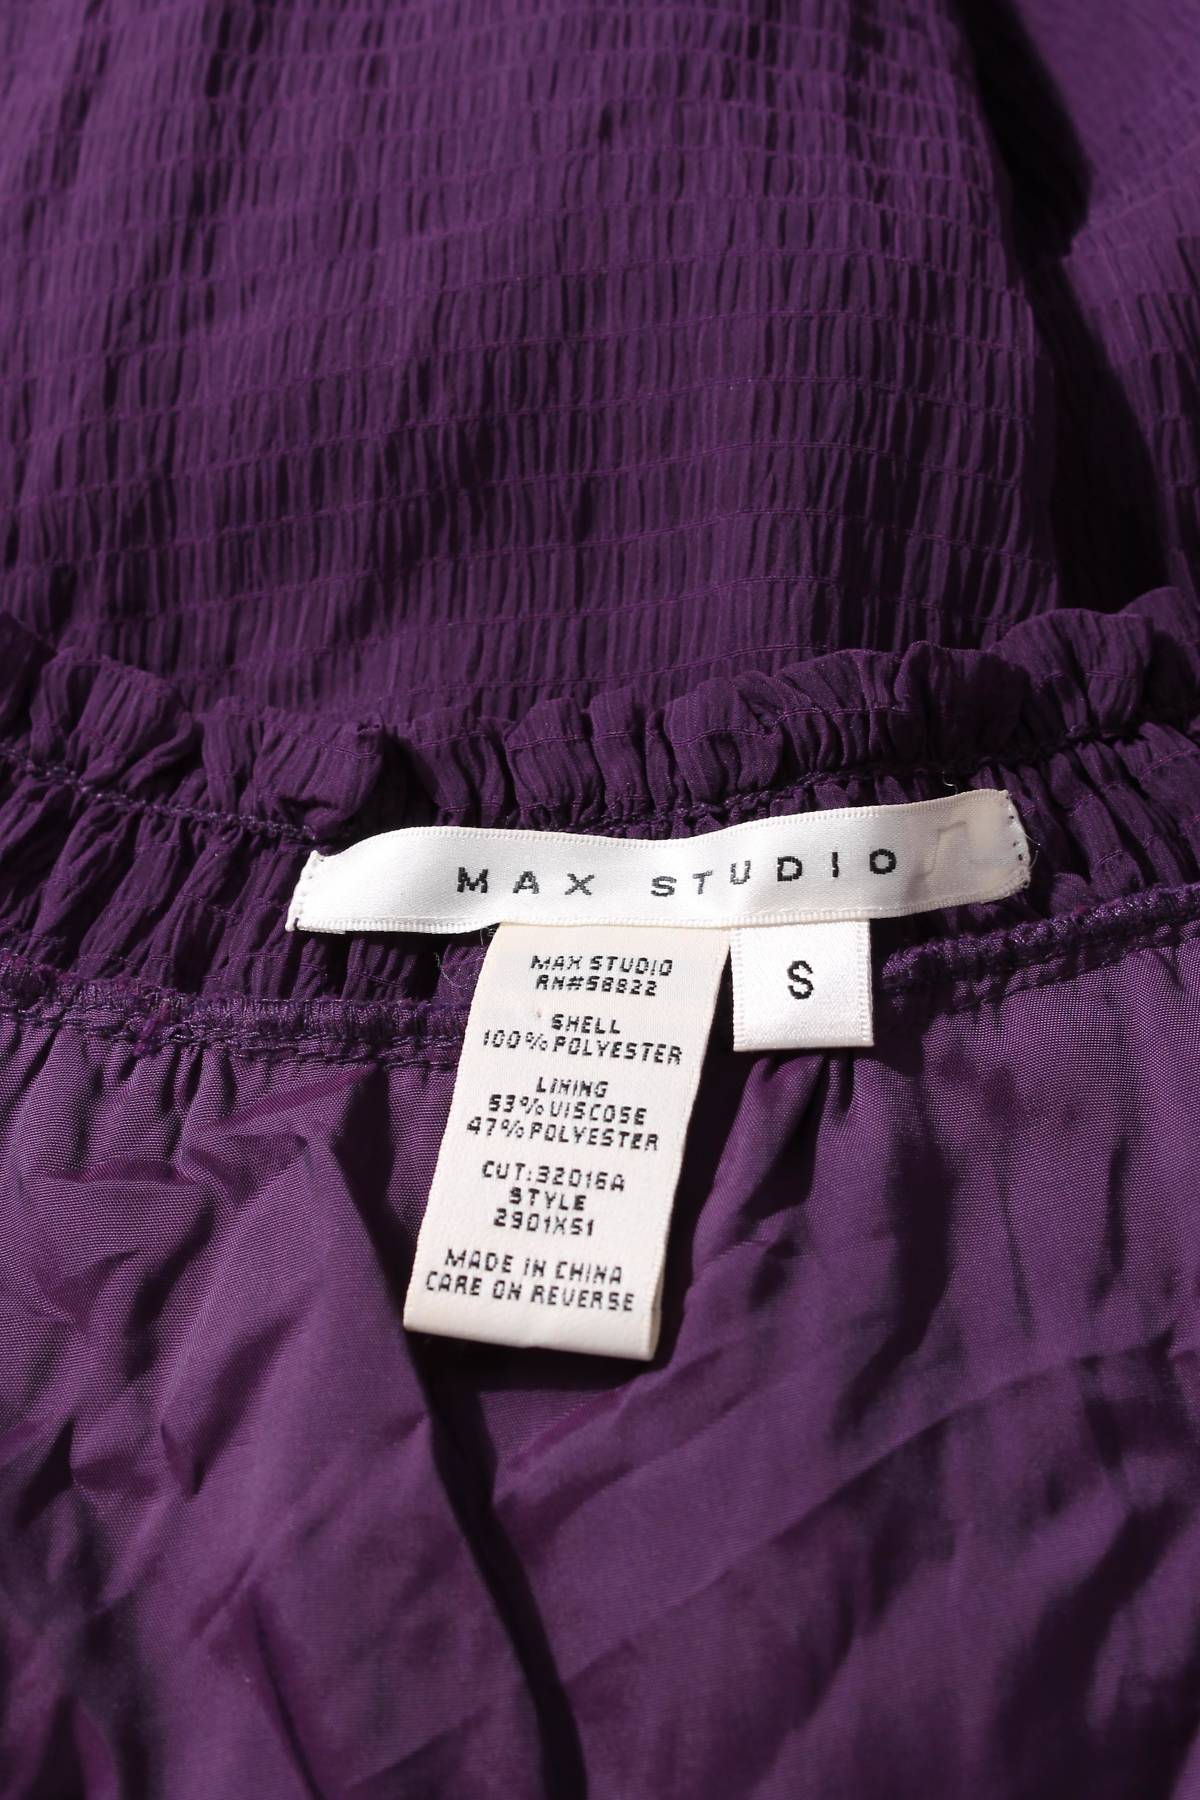 MAX STUDIO
S
MAX STUDIO
RN#58822
SHELL
100% POLYESTER
LINING
53% VISCOSE
47% POLYESTER
CUT:32016A
STYLE
2901X51
MADE IN CHINA
CARE ON REVERSE